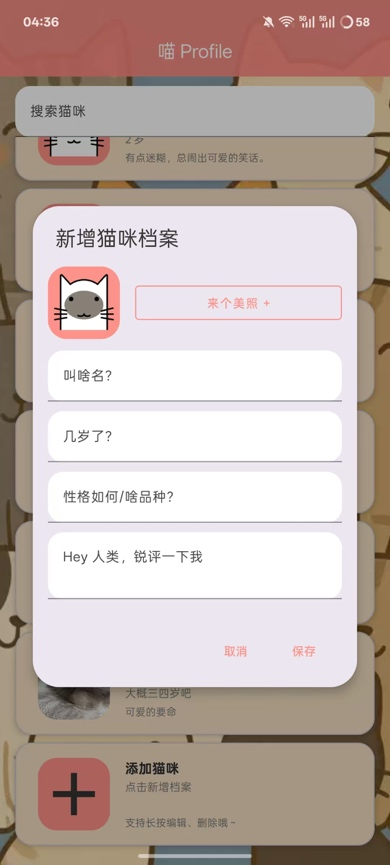 04:36
5G 5G 58
喵 Profile
搜索猫咪
有点迷糊，总闹出可爱的笑话。
新增猫咪档案
来个美照 +
叫啥名？
几岁了？
性格如何/啥品种？
Hey 人类，锐评一下我
取消 保存
大概三四岁吧
可爱的要命
添加猫咪
点击新增档案
支持长按编辑、删除哦~